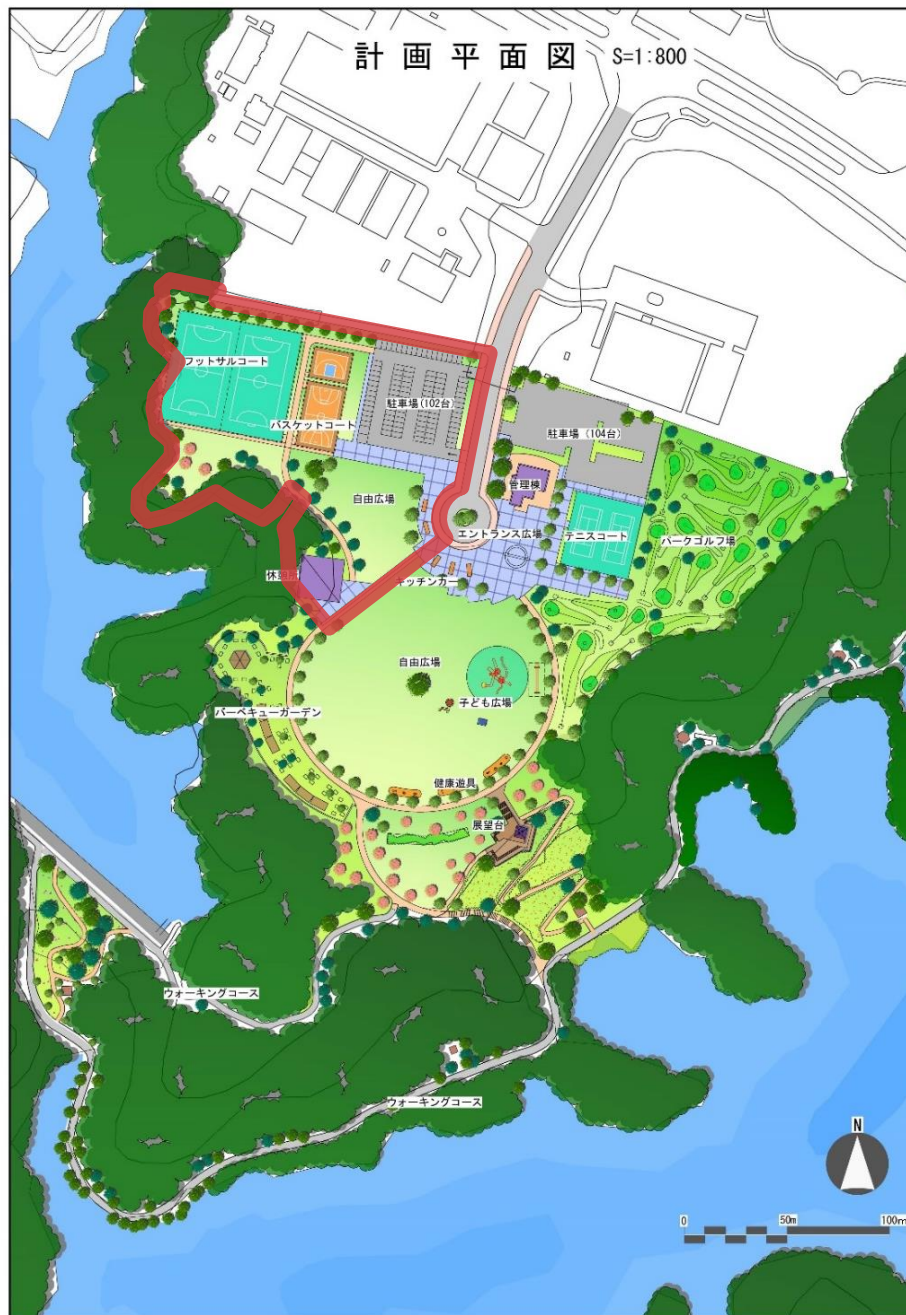 計画平面図 S=1:800
フットサルコート
バスケットコート
駐車場(102台)
駐車場(104台)
管理棟
自由広場
エントランス広場
テニスコート
パークゴルフ場
キッチンカー
自由広場
子ども広場
バーベキューガーデン
健康遊具
展望台
ウォーキングコース
ウォーキングコース
N
0 50m 100m